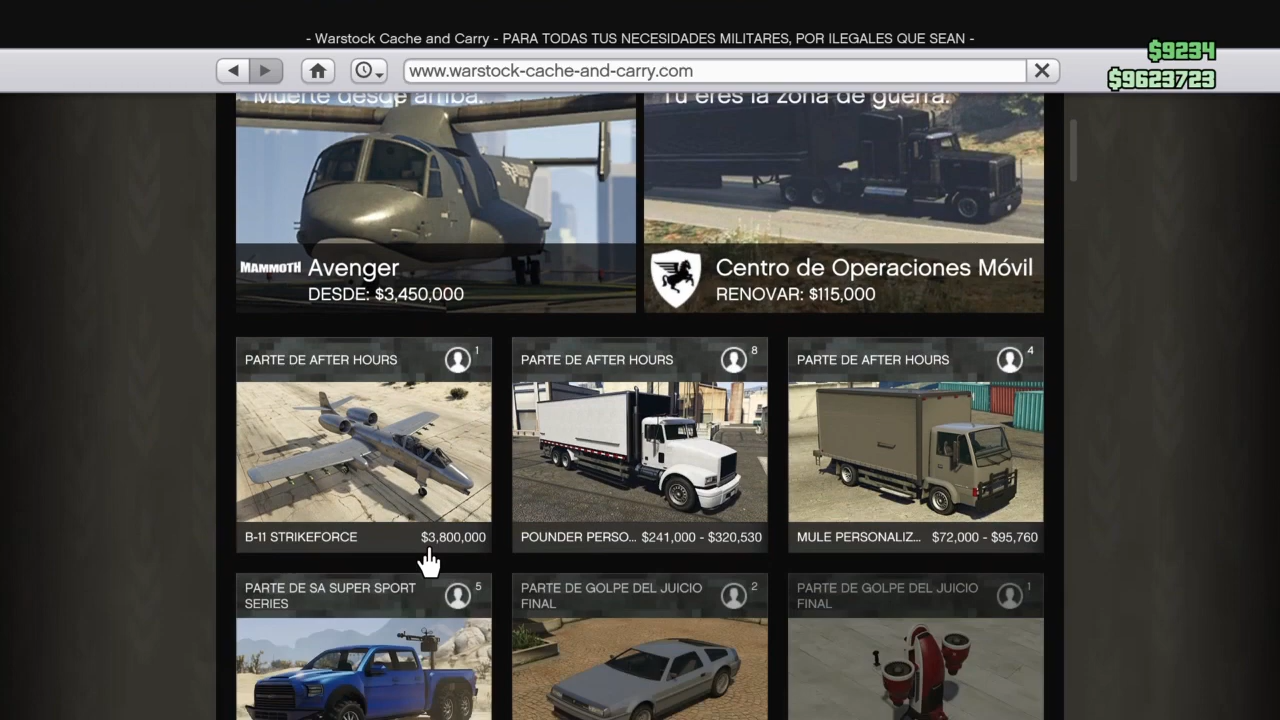 - Warstock Cache and Carry - PARA TODAS TUS NECESIDADES MILITARES, POR ILEGALES QUE SEAN -
www.warstock-cache-and-carry.com
$9234
$9623723
Muerte desde arriba.
Tú eres la zona de guerra.
MAMMOTH
Avenger
DESDE: $3,450,000
Centro de Operaciones Móvil
RENOVAR: $115,000
PARTE DE AFTER HOURS
1
PARTE DE AFTER HOURS
8
PARTE DE AFTER HOURS
4
B-11 STRIKEFORCE
$3,800,000
POUNDER PERSO...
$241,000 - $320,530
MULE PERSONALIZ...
$72,000 - $95,760
PARTE DE SA SUPER SPORT
SERIES
5
PARTE DE GOLPE DEL JUICIO
FINAL
2
PARTE DE GOLPE DEL JUICIO
FINAL
1